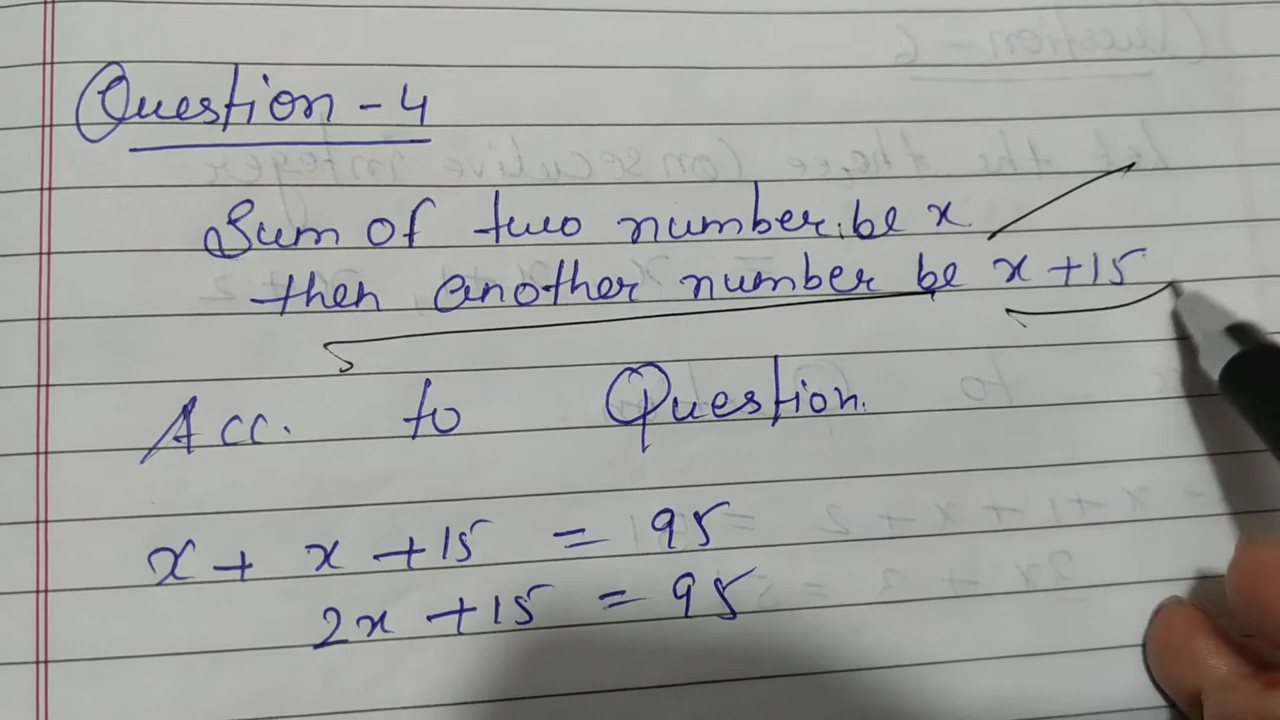 Question - 4
Sum of two number be x
then another number be x + 15
Acc. to Question.
x + x + 15 = 95
2x + 15 = 95